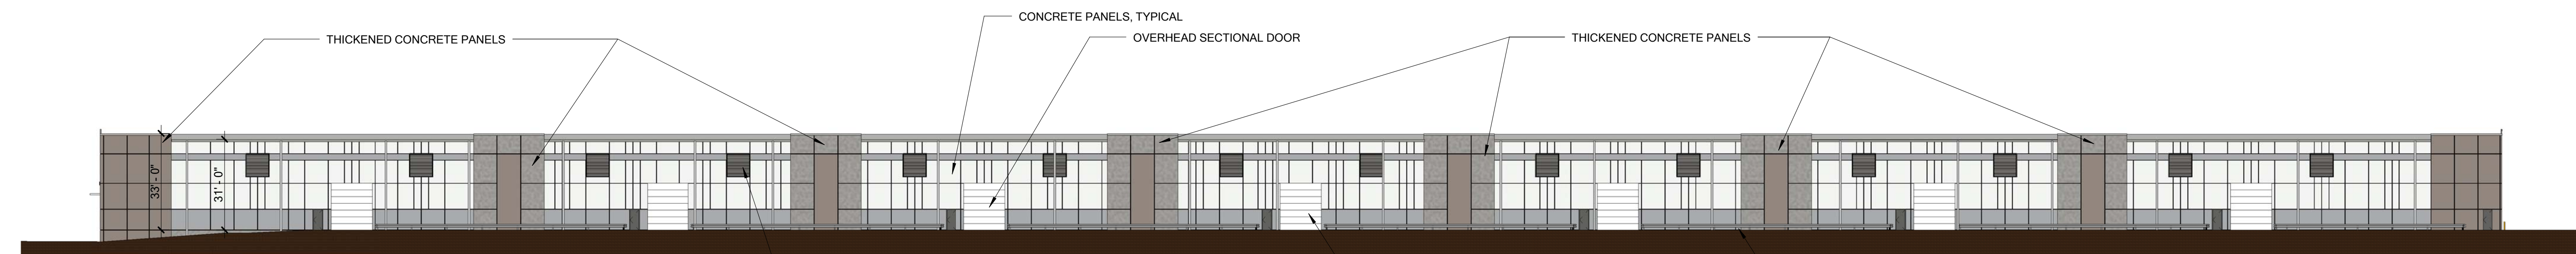 CONCRETE PANELS, TYPICAL
THICKENED CONCRETE PANELS
OVERHEAD SECTIONAL DOOR
THICKENED CONCRETE PANELS
33' - 0"
31' - 0"